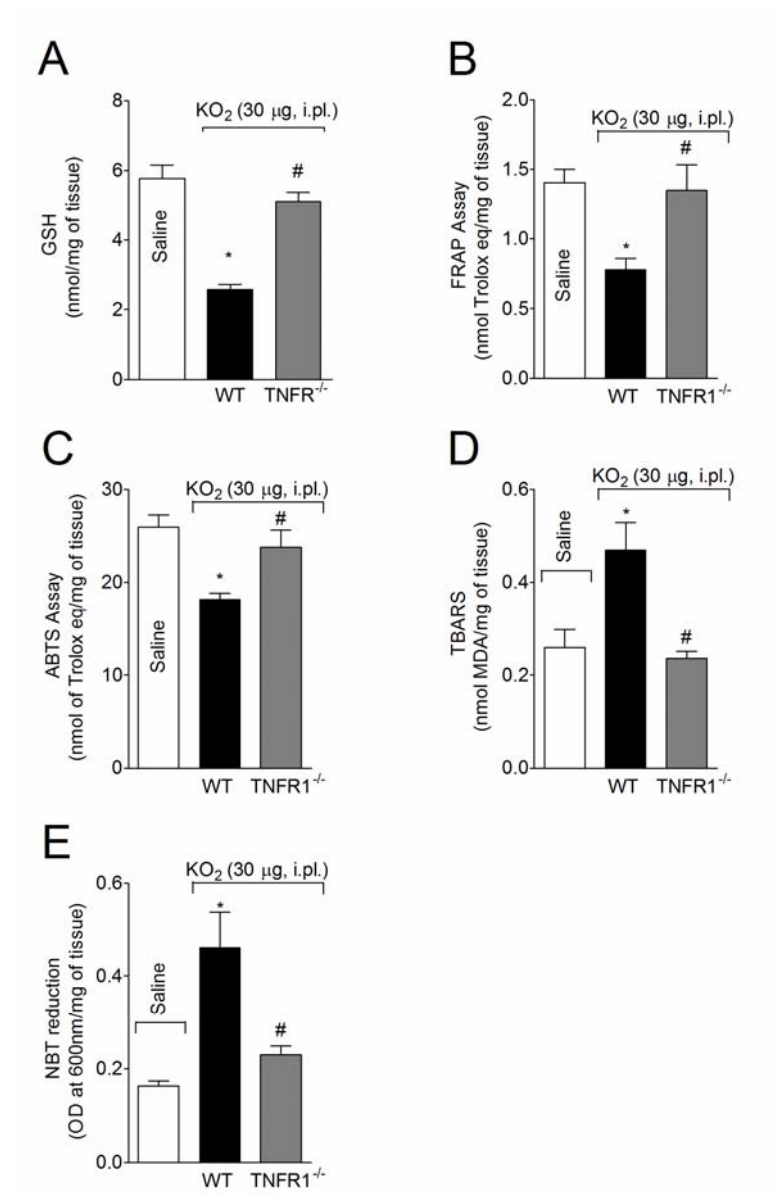 A
KO2 (30 µg, i.pl.)
8
6
4
2
0
GSH
(nmol/mg of tissue)
Saline
*
#
WT TNFR-/-
B
KO2 (30 µg, i.pl.)
2.0
1.5
1.0
0.5
0.0
FRAP Assay
(nmol Trolox eq/mg of tissue)
Saline
*
#
WT TNFR1-/-
C
KO2 (30 µg, i.pl.)
30
20
10
0
ABTS Assay
(nmol of Trolox eq/mg of tissue)
Saline
*
#
WT TNFR1-/-
D
KO2 (30 µg, i.pl.)
0.6
0.4
0.2
0.0
TBARS
(nmol MDA/mg of tissue)
Saline
*
#
WT TNFR1-/-
E
KO2 (30 µg, i.pl.)
0.6
0.4
0.2
0.0
NBT reduction
(OD at 600nm/mg of tissue)
Saline
*
#
WT TNFR1-/-